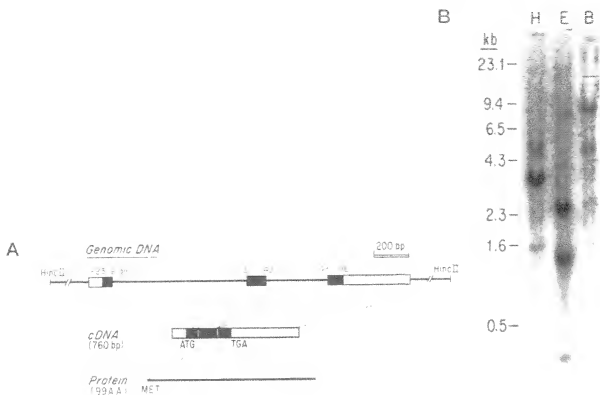 A
Genomic DNA
200 bp
HincII
HincII
cDNA
(760 bp)
ATG
TGA
Protein
(99AA)
MET
B
H E B
kb
23.1
9.4
6.5
4.3
2.3
1.6
0.5